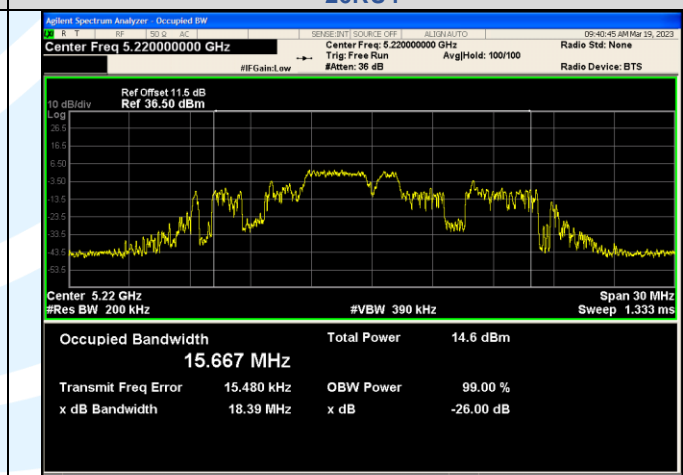 Agilent Spectrum Analyzer - Occupied BW
R T RF 50 Ω AC SENSE:INT SOURCE OFF ALIGNAUTO 09:40:45 AM Mar 19, 2023
Center Freq 5.220000000 GHz Center Freq: 5.220000000 GHz Radio Std: None
Trig: Free Run Avg|Hold: 100/100
#IFGain:Low #Atten: 36 dB Radio Device: BTS
Ref Offset 11.5 dB
10 dB/div Ref 36.50 dBm
Log
26.5
16.5
6.50
-3.50
-13.5
-23.5
-33.5
-43.5
-53.5
Center 5.22 GHz Span 30 MHz
#Res BW 200 kHz #VBW 390 kHz Sweep 1.333 ms
Occupied Bandwidth Total Power 14.6 dBm
15.667 MHz
Transmit Freq Error 15.480 kHz OBW Power 99.00 %
x dB Bandwidth 18.39 MHz x dB -26.00 dB